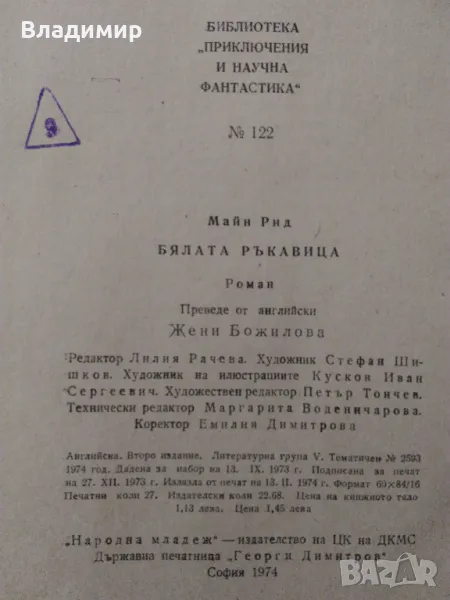 Владимир
БИБЛИОТЕКА
„ПРИКЛЮЧЕНИЯ
И НАУЧНА
ФАНТАСТИКА“
№ 122
9
Майн Рид
БЯЛАТА РЪКАВИЦА
Роман
Преведе от английски
Жени Божилова
Редактор Лилия Рачева. Художник Стефан Ши-
шков. Художник на илюстрациите Кусков Иван
Сергеевич. Художествен редактор Петър Тончев.
Технически редактор Маргарита Воденичарова.
Коректор Емилия Димитрова
Английска. Второ издание. Литературна група V. Тематичен № 2593
1974 год. Дадена за набор на 13. IX. 1973 г. Подписана за печат
на 27. XII. 1973 г. Излязла от печат на 13. II. 1974 г. Формат 60×84/16
Печатни коли 27. Издателски коли 22.68. Цена на книжното тяло
1,13 лева. Цена 1,45 лева
„Народна младеж“ — издателство на ЦК на ДКМС
Държавна печатница „Георги Димитров“
София 1974
bazar